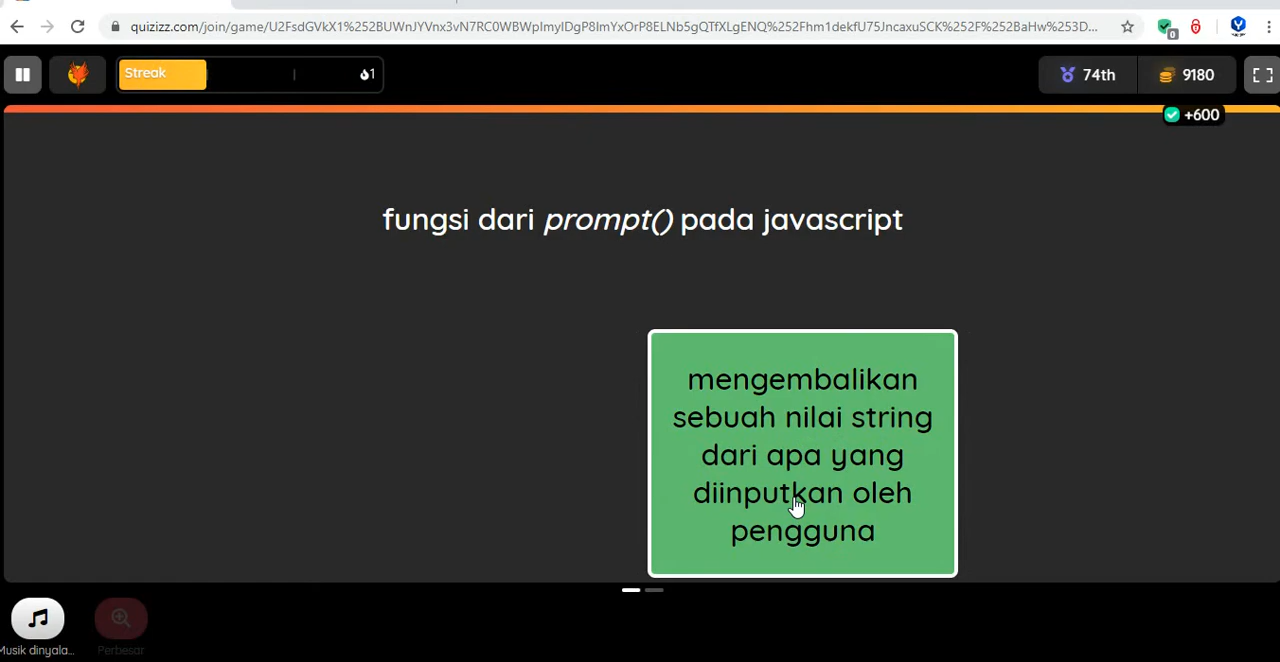 quizizz.com/join/game/U2FsdGVkX1%252BUWnJYVnx3vN7RC0WBWpImyIDgP8ImYxOrP8ELNb5gQTfXLgENQ%252Fhm1dekfU75JncaxuSCK%252F%252BaHw%253D...
0
Streak
1
74th
9180
+600
fungsi dari prompt() pada javascript
mengembalikan
sebuah nilai string
dari apa yang
diinputkan oleh
pengguna
Musik dinyala...
Perbesar